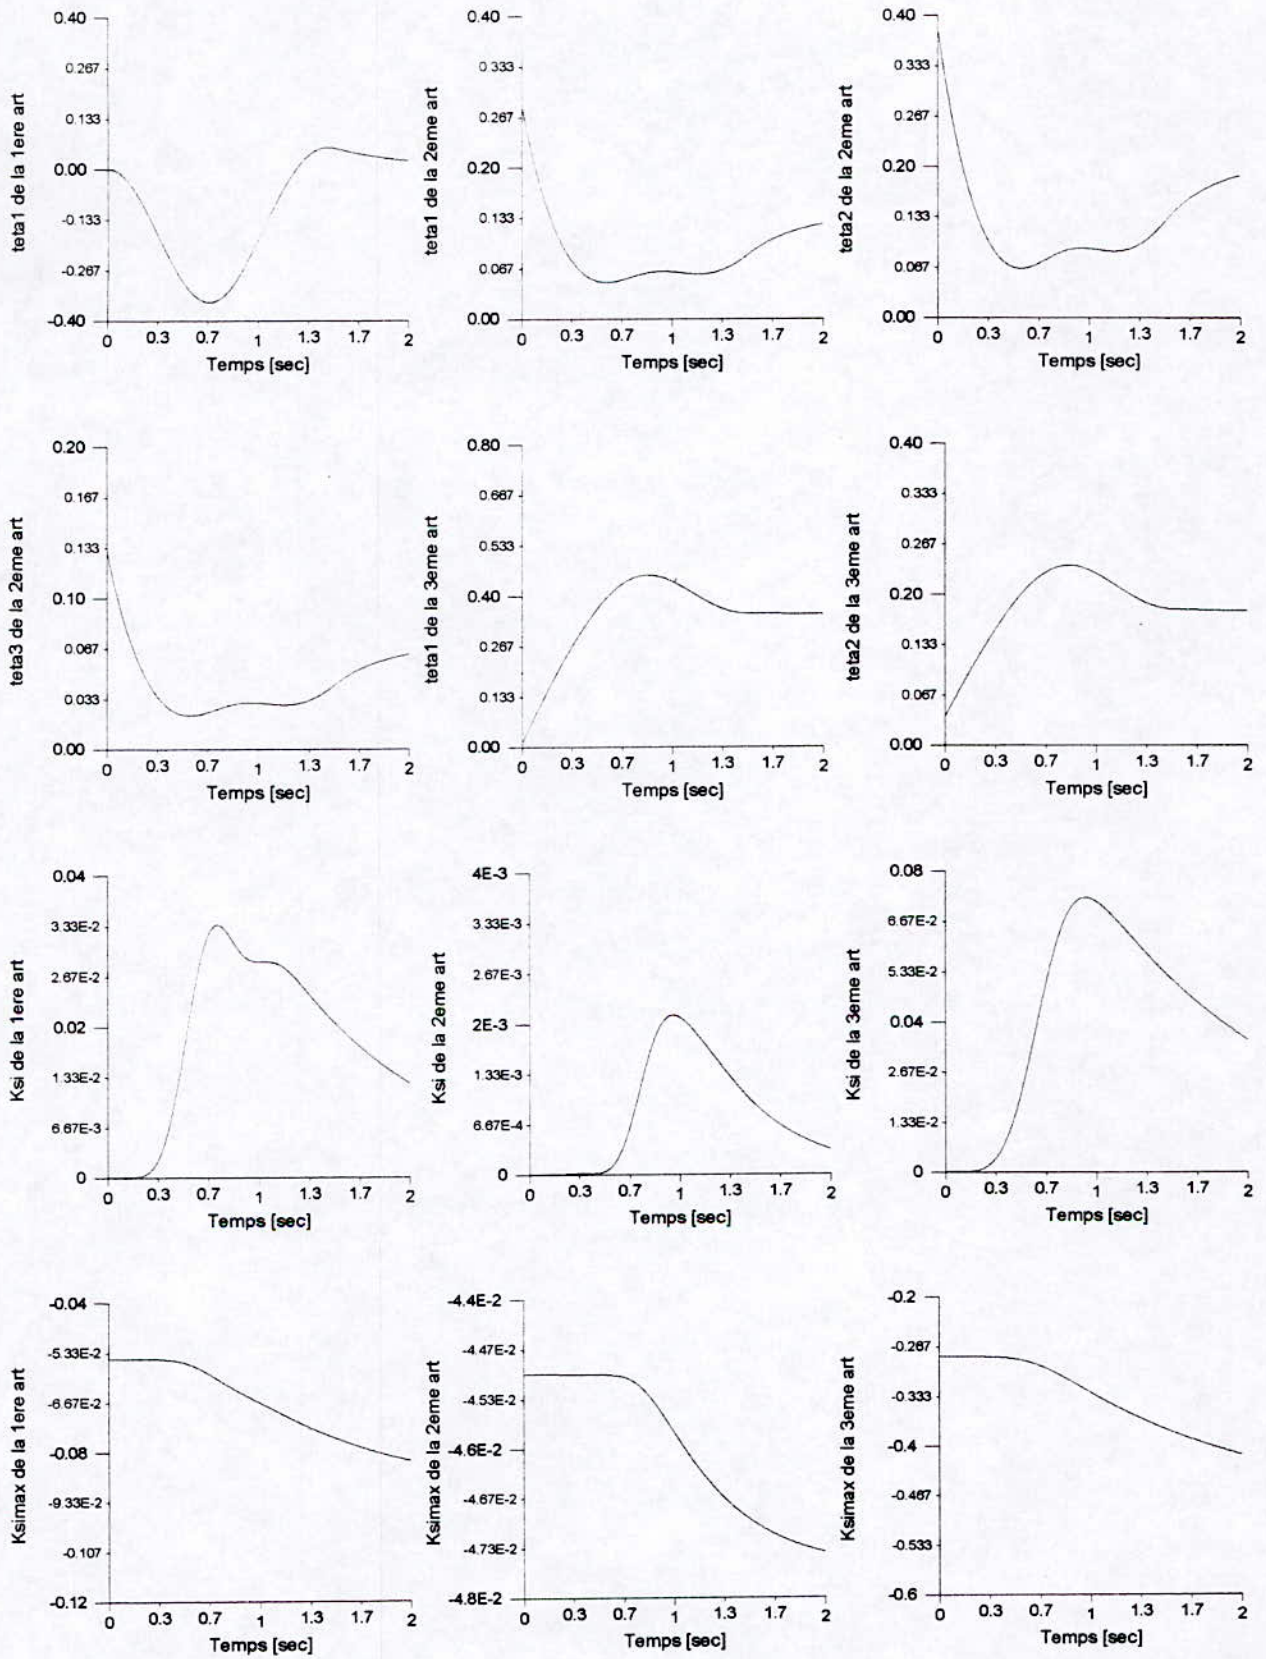 teta1 de la 1ere art
0.40
0.267
0.133
0.00
-0.133
-0.267
-0.40
0 0.3 0.7 1 1.3 1.7 2
Temps [sec]
teta1 de la 2eme art
0.40
0.333
0.267
0.20
0.133
0.067
0.00
0 0.3 0.7 1 1.3 1.7 2
Temps [sec]
teta2 de la 2eme art
0.40
0.333
0.267
0.20
0.133
0.067
0.00
0 0.3 0.7 1 1.3 1.7 2
Temps [sec]
teta3 de la 2eme art
0.20
0.167
0.133
0.10
0.067
0.033
0.00
0 0.3 0.7 1 1.3 1.7 2
Temps [sec]
teta1 de la 3eme art
0.80
0.667
0.533
0.40
0.267
0.133
0.00
0 0.3 0.7 1 1.3 1.7 2
Temps [sec]
teta2 de la 3eme art
0.40
0.333
0.267
0.20
0.133
0.067
0.00
0 0.3 0.7 1 1.3 1.7 2
Temps [sec]
Ksi de la 1ere art
0.04
3.33E-2
2.67E-2
0.02
1.33E-2
6.67E-3
0
0 0.3 0.7 1 1.3 1.7 2
Temps [sec]
Ksi de la 2eme art
4E-3
3.33E-3
2.67E-3
2E-3
1.33E-3
6.67E-4
0
0 0.3 0.7 1 1.3 1.7 2
Temps [sec]
Ksi de la 3eme art
0.08
6.67E-2
5.33E-2
0.04
2.67E-2
1.33E-2
0
0 0.3 0.7 1 1.3 1.7 2
Temps [sec]
Ksimax de la 1ere art
-0.04
-5.33E-2
-6.67E-2
-0.08
-9.33E-2
-0.107
-0.12
0 0.3 0.7 1 1.3 1.7 2
Temps [sec]
Ksimax de la 2eme art
-4.4E-2
-4.47E-2
-4.53E-2
-4.6E-2
-4.67E-2
-4.73E-2
-4.8E-2
0 0.3 0.7 1 1.3 1.7 2
Temps [sec]
Ksimax de la 3eme art
-0.2
-0.267
-0.333
-0.4
-0.467
-0.533
-0.6
0 0.3 0.7 1 1.3 1.7 2
Temps [sec]